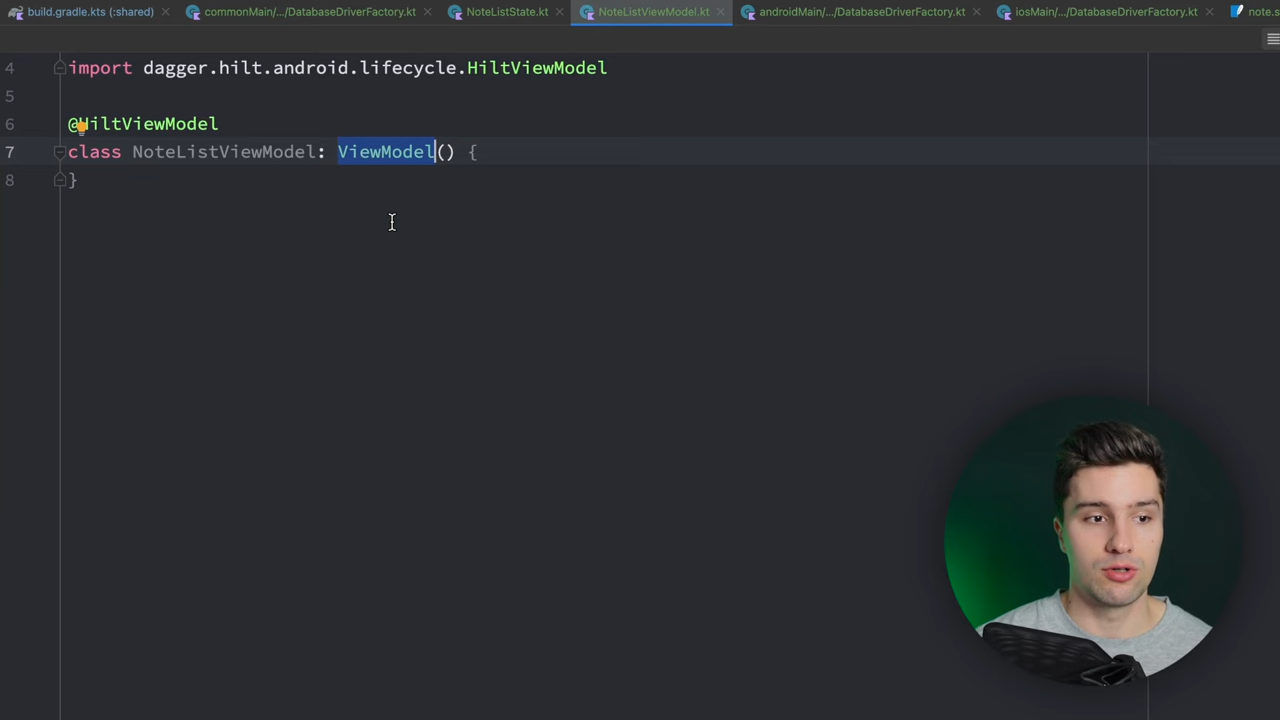 build.gradle.kts (:shared)
commonMain/.../DatabaseDriverFactory.kt
NoteListState.kt
NoteListViewModel.kt
androidMain/.../DatabaseDriverFactory.kt
iosMain/.../DatabaseDriverFactory.kt
note.s
4 import dagger.hilt.android.lifecycle.HiltViewModel
5
6 @HiltViewModel
7 class NoteListViewModel: ViewModel() {
8 }